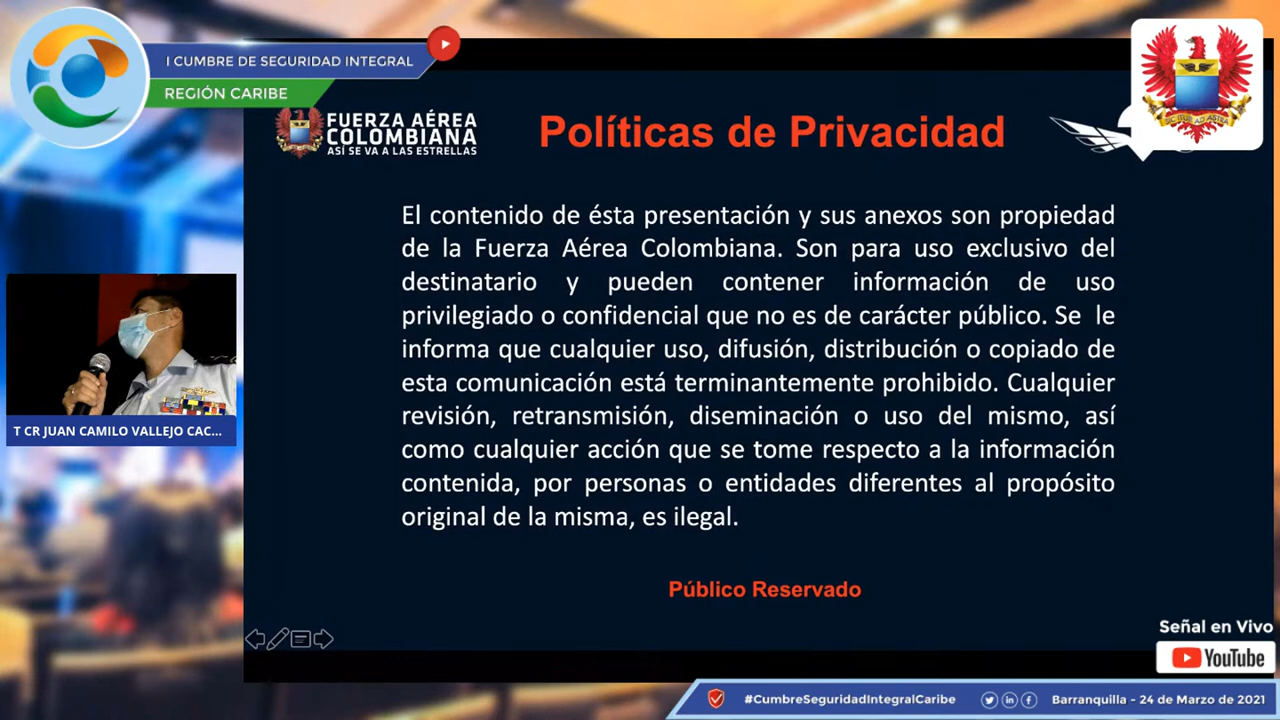 I CUMBRE DE SEGURIDAD INTEGRAL
REGIÓN CARIBE
FUERZA AÉREA
COLOMBIANA
ASÍ SE VA A LAS ESTRELLAS
Políticas de Privacidad
El contenido de ésta presentación y sus anexos son propiedad
de la Fuerza Aérea Colombiana. Son para uso exclusivo del
destinatario y pueden contener información de uso
privilegiado o confidencial que no es de carácter público. Se le
informa que cualquier uso, difusión, distribución o copiado de
esta comunicación está terminantemente prohibido. Cualquier
revisión, retransmisión, diseminación o uso del mismo, así
como cualquier acción que se tome respecto a la información
contenida, por personas o entidades diferentes al propósito
original de la misma, es ilegal.
Público Reservado
T CR JUAN CAMILO VALLEJO CAC...
Señal en Vivo
YouTube
#CumbreSeguridadIntegralCaribe
Barranquilla - 24 de Marzo de 2021